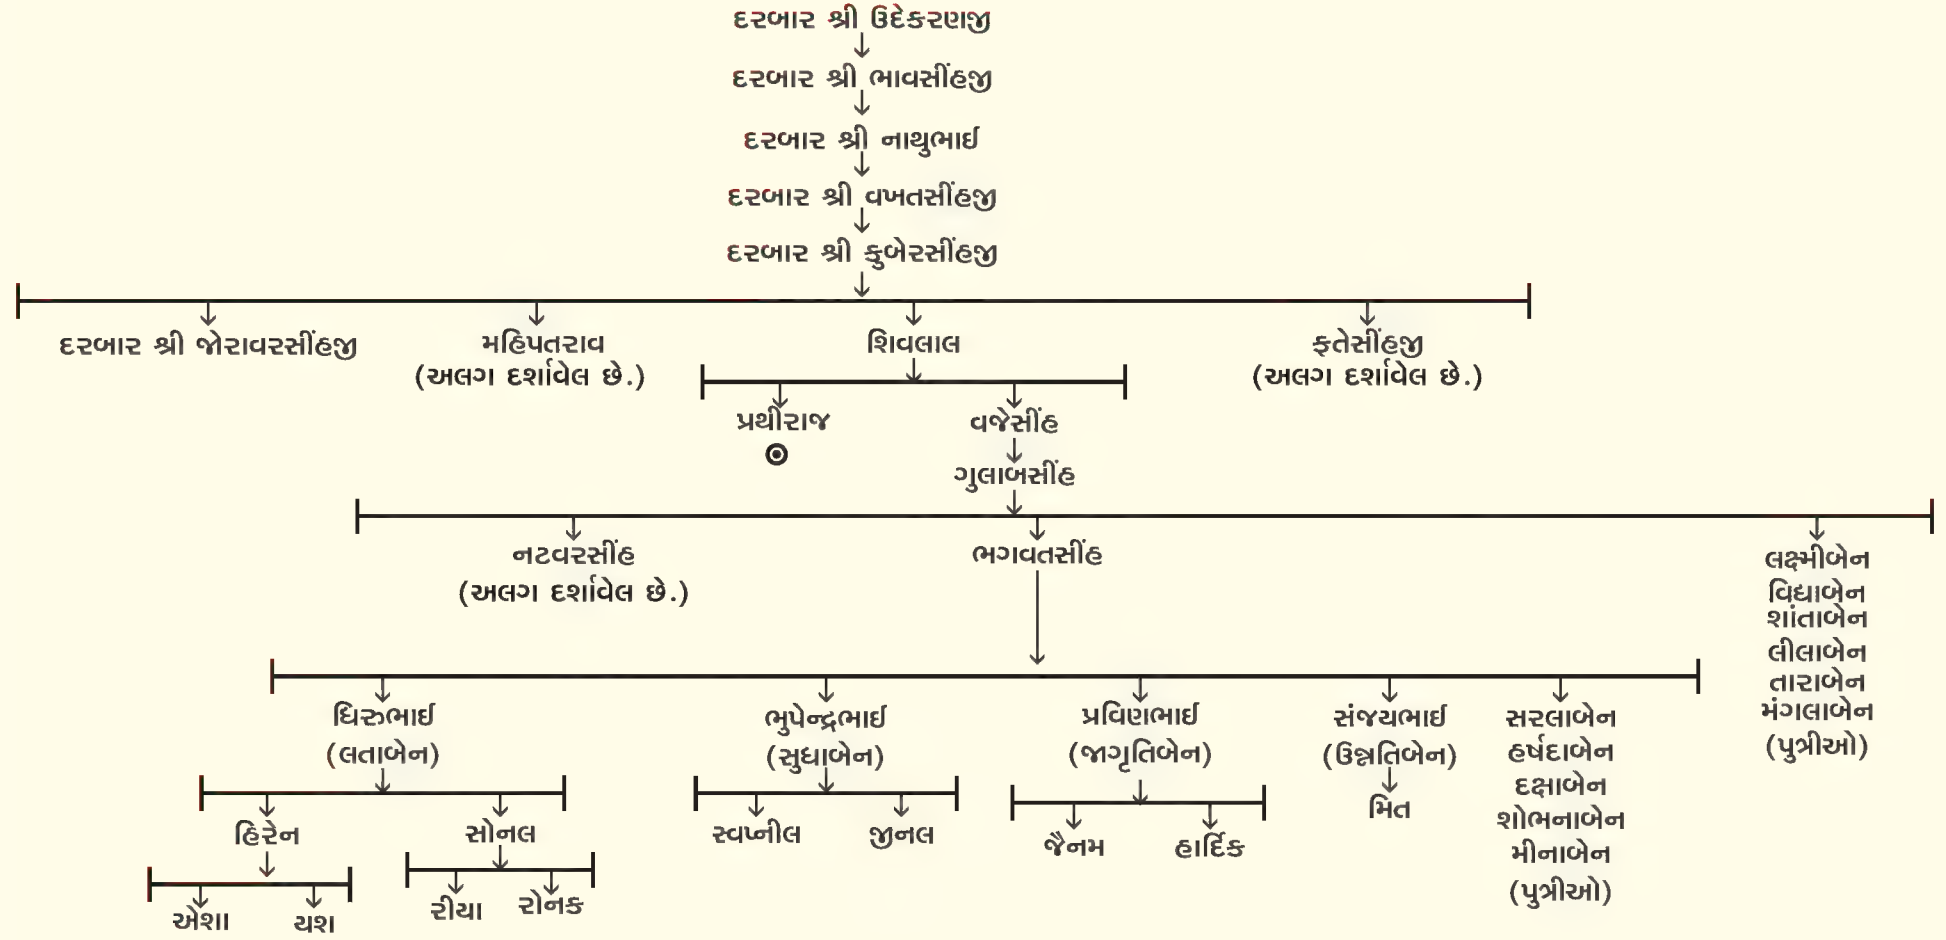 દરબાર શ્રી ઉદેકરણજી
દરબાર શ્રી ભાવસીંહજી
દરબાર શ્રી નાથુભાઈ
દરબાર શ્રી વખતસીંહજી
દરબાર શ્રી કુબેરસીંહજી
દરબાર શ્રી જોરાવરસીંહજી
મહિપતરાવ
(અલગ દર્શાવેલ છે.)
શિવલાલ
ફતેસીંહજી
(અલગ દર્શાવેલ છે.)
પ્રથીરાજ
વજેસીંહ
ગુલાબસીંહ
નટવરસીંહ
(અલગ દર્શાવેલ છે.)
ભગવતસીંહ
લક્ષ્મીબેન
વિદ્યાબેન
શાંતાબેન
લીલાબેન
તારાબેન
મંગલાબેન
(પુત્રીઓ)
ધિરુભાઈ
(લતાબેન)
ભુપેન્દ્રભાઈ
(સુધાબેન)
પ્રવિણભાઈ
(જાગૃતિબેન)
સંજયભાઈ
(ઉન્નતિબેન)
સરલાબેન
હર્ષદાબેન
દક્ષાબેન
શોભનાબેન
મીનાબેન
(પુત્રીઓ)
હિરેન
સોનલ
સ્વપ્નીલ
જીનલ
જૈનમ
હાર્દિક
મિત
એશા
યશ
રીયા
રોનક